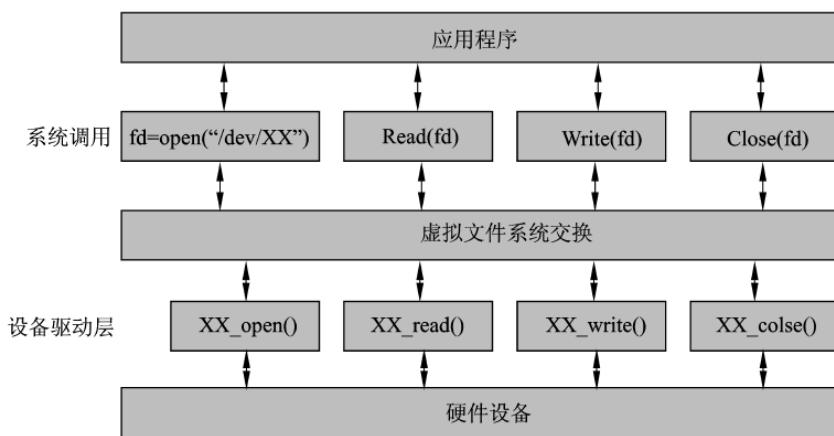 应用程序
系统调用 fd=open(“/dev/XX”) Read(fd) Write(fd) Close(fd)
虚拟文件系统交换
设备驱动层 XX_open() XX_read() XX_write() XX_colse()
硬件设备